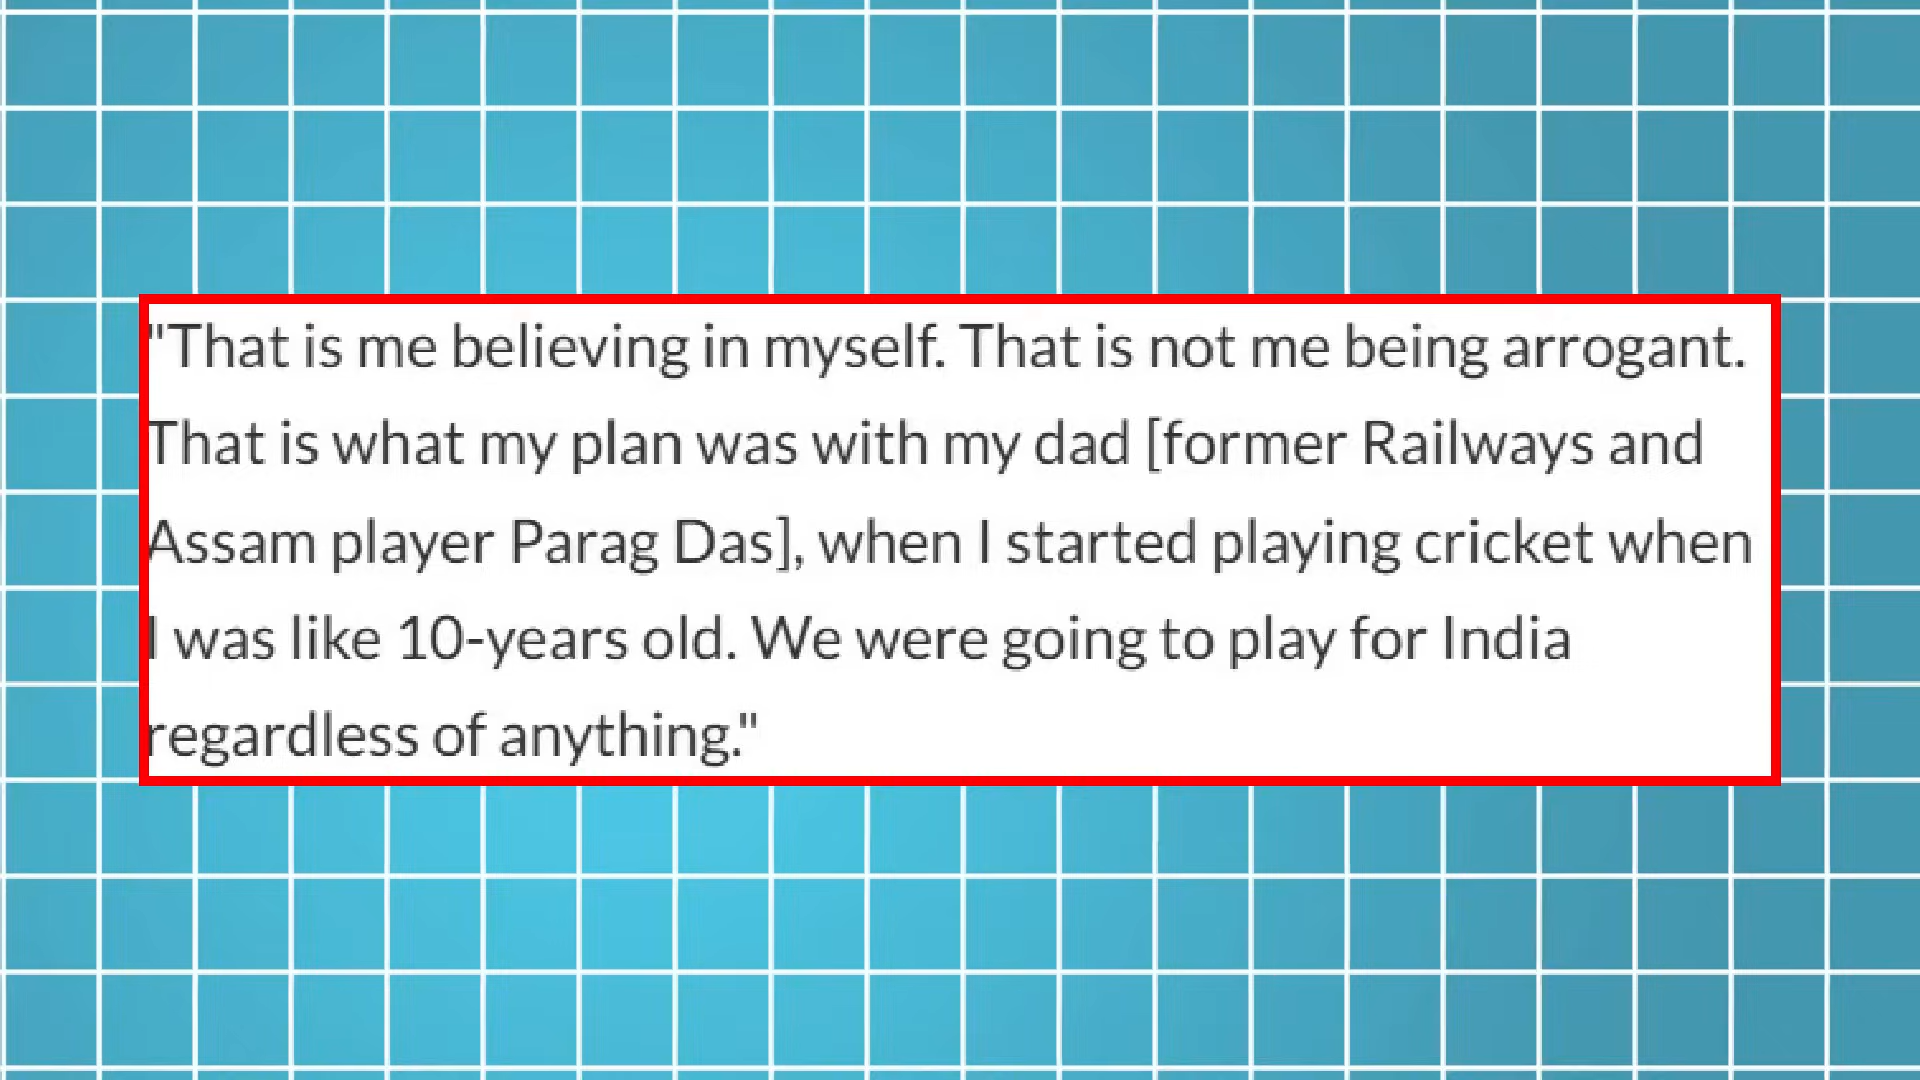 "That is me believing in myself. That is not me being arrogant.
That is what my plan was with my dad [former Railways and
Assam player Parag Das], when I started playing cricket when
I was like 10-years old. We were going to play for India
regardless of anything."